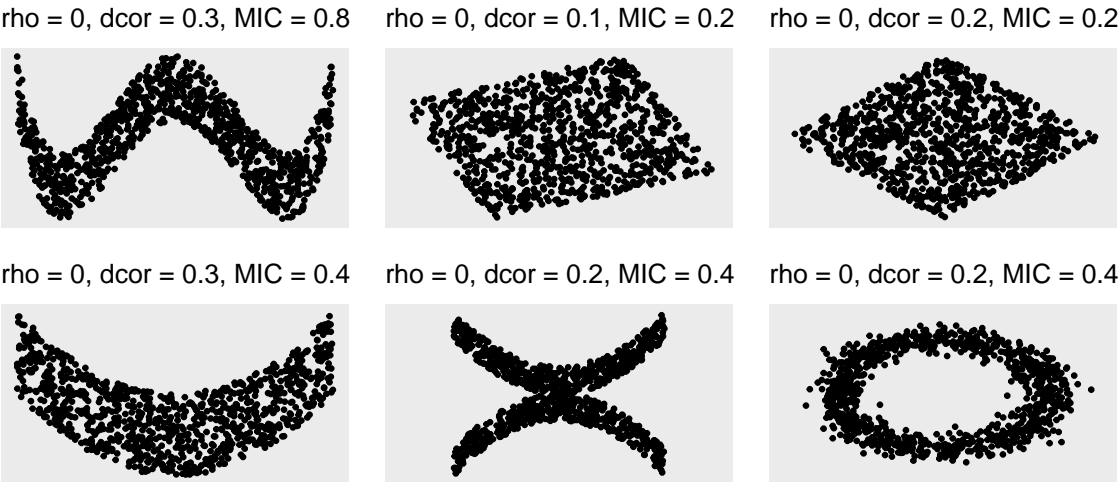 rho = 0, dcor = 0.3, MIC = 0.8
rho = 0, dcor = 0.1, MIC = 0.2
rho = 0, dcor = 0.2, MIC = 0.2
rho = 0, dcor = 0.3, MIC = 0.4
rho = 0, dcor = 0.2, MIC = 0.4
rho = 0, dcor = 0.2, MIC = 0.4